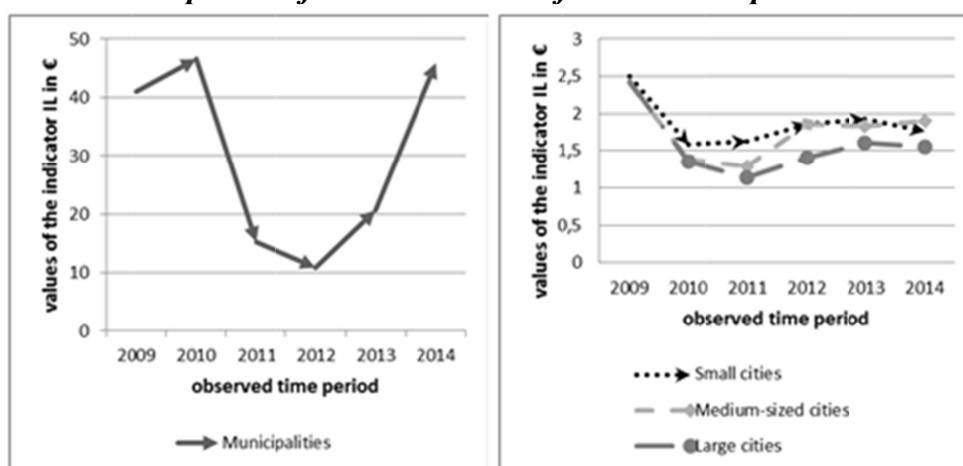 50
40
30
20
10
0
values of the indicator IL in €
2009 2010 2011 2012 2013 2014
observed time period
Municipalities
3
2,5
2
1,5
1
0,5
0
values of the indicator IL in €
2009 2010 2011 2012 2013 2014
observed time period
Small cities
Medium-sized cities
Large cities